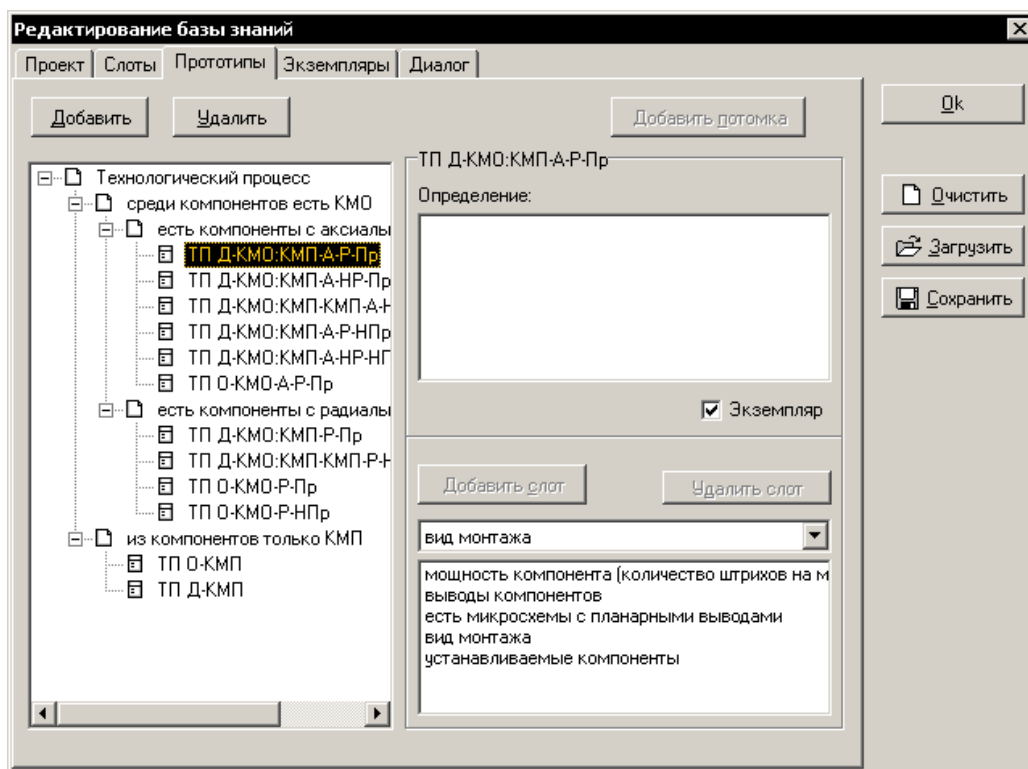 Редактирование базы знаний
Проект Слоты Прототипы Экземпляры Диалог
Добавить Удалить Добавить потомка
Ok
Очистить
Загрузить
Сохранить
Технологический процесс
среди компонентов есть КМО
есть компоненты с аксиалы
ТП Д-КМО:КМП-А-Р-Пр
ТП Д-КМО:КМП-А-НР-Пр
ТП Д-КМО:КМП-КМП-А-Н
ТП Д-КМО:КМП-А-Р-НПр
ТП Д-КМО:КМП-А-НР-НГ
ТП О-КМО-А-Р-Пр
есть компоненты с радиалы
ТП Д-КМО:КМП-Р-Пр
ТП Д-КМО:КМП-КМП-Р-Н
ТП О-КМО-Р-Пр
ТП О-КМО-Р-НПр
из компонентов только КМП
ТП О-КМП
ТП Д-КМП
ТП Д-КМО:КМП-А-Р-Пр
Определение:
Экземпляр
Добавить слот Удалить слот
вид монтажа
мощность компонента (количество штрихов на м
выводы компонентов
есть микросхемы с планарными выводами
вид монтажа
устанавливаемые компоненты